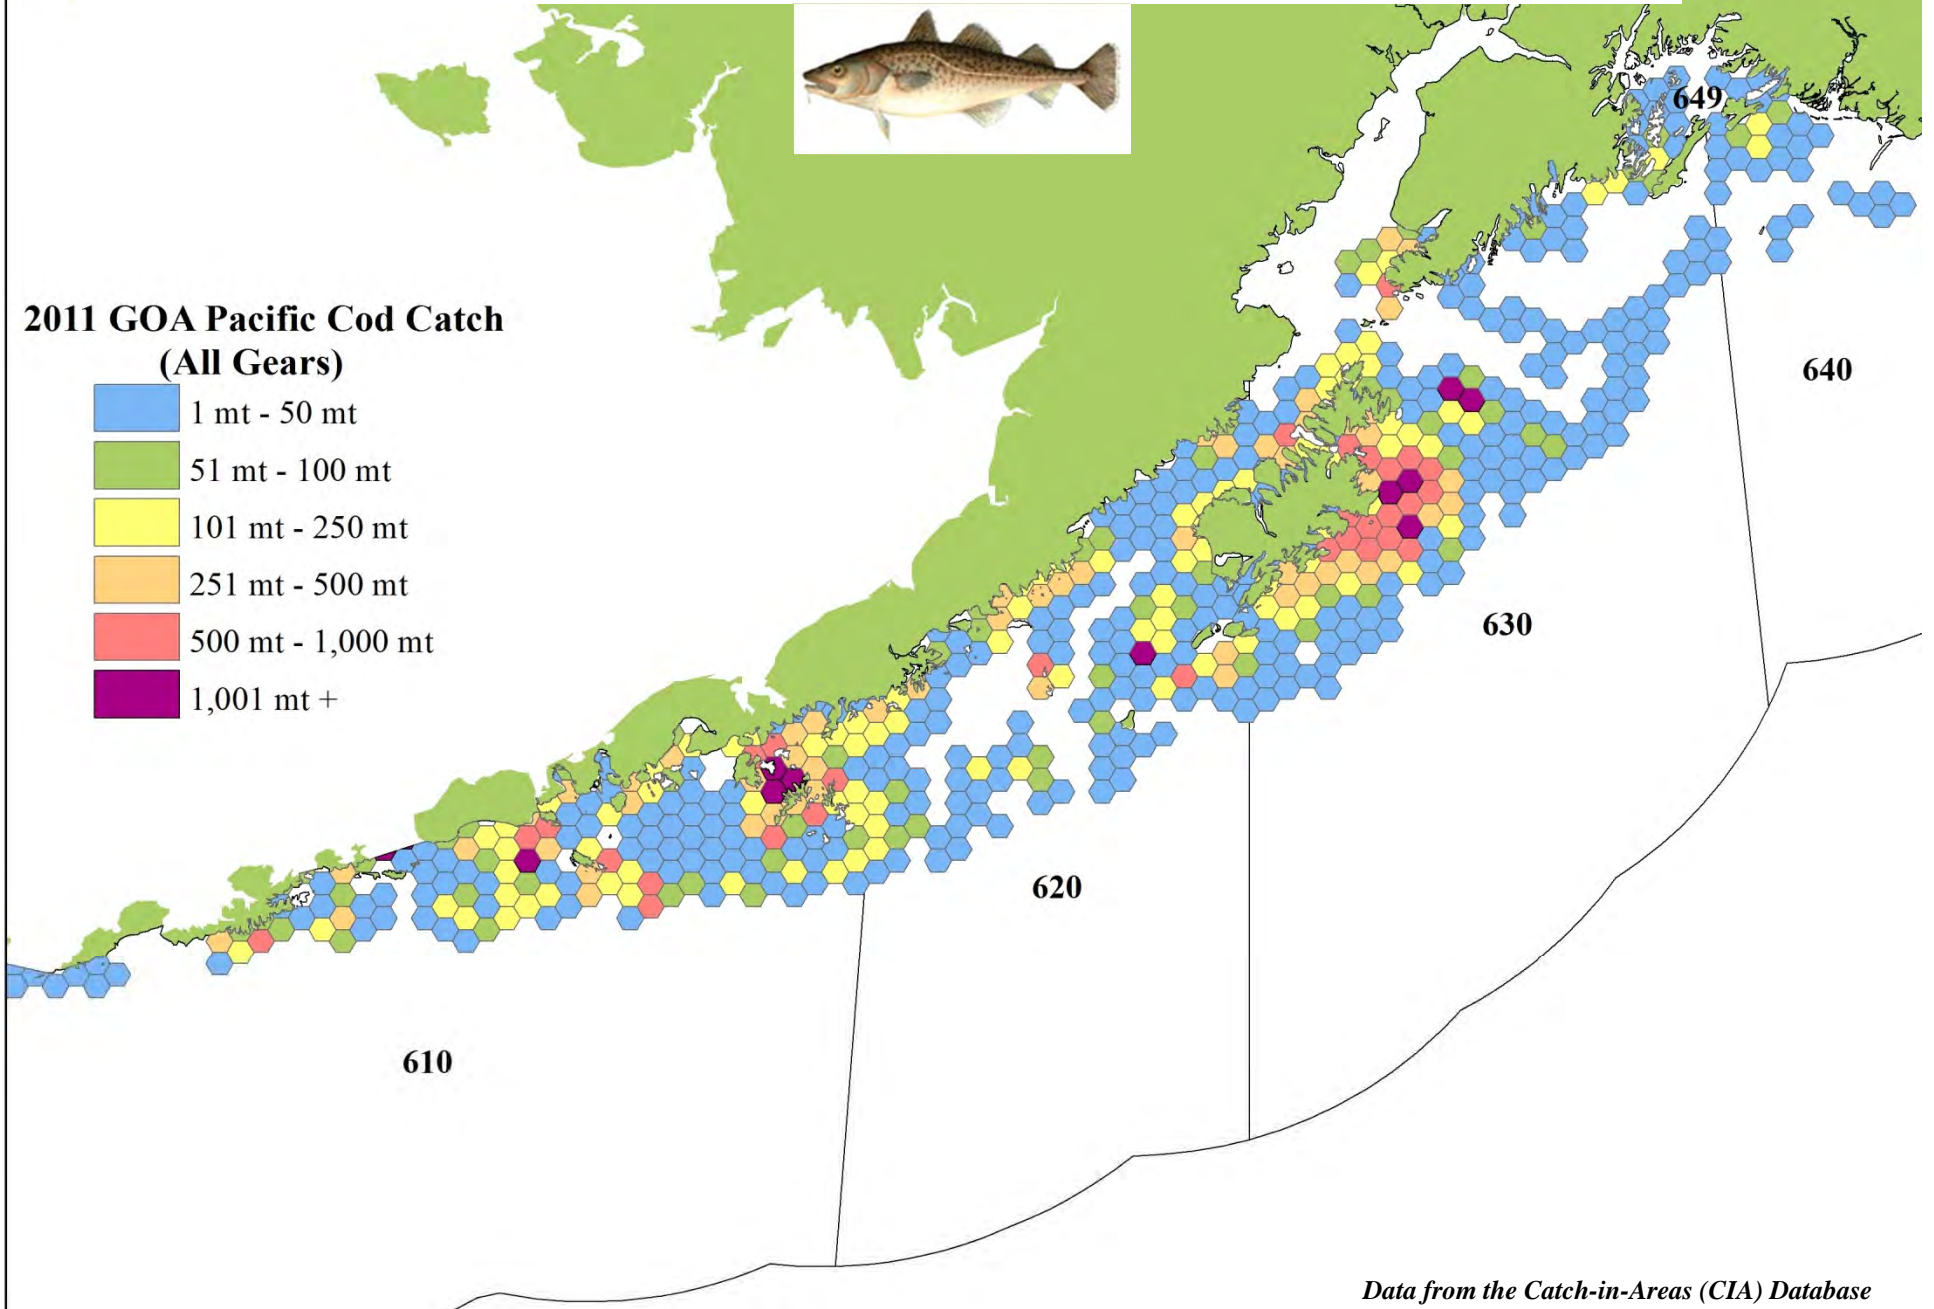 649
2011 GOA Pacific Cod Catch
(All Gears)
1 mt - 50 mt
51 mt - 100 mt
101 mt - 250 mt
251 mt - 500 mt
500 mt - 1,000 mt
1,001 mt +
640
630
620
610
Data from the Catch-in-Areas (CIA) Database